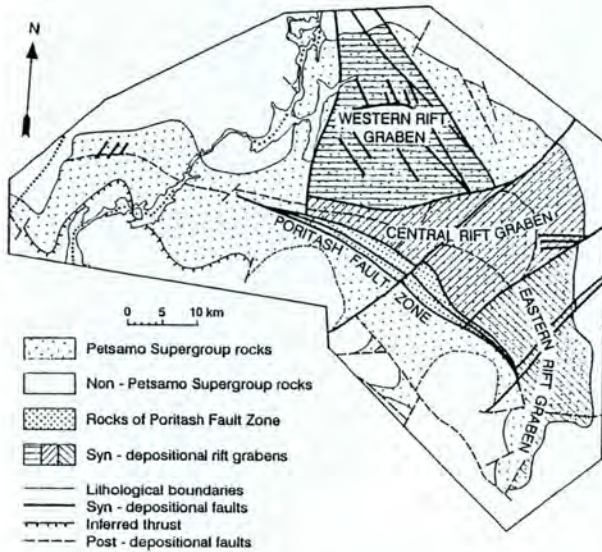 N
WESTERN RIFT
GRABEN
CENTRAL RIFT GRABEN
PORITASH FAULT ZONE
EASTERN RIFT GRABEN
0 5 10 km
Petsamo Supergroup rocks
Non - Petsamo Supergroup rocks
Rocks of Poritash Fault Zone
Syn - depositional rift grabens
Lithological boundaries
Syn - depositional faults
Inferred thrust
Post - depositional faults